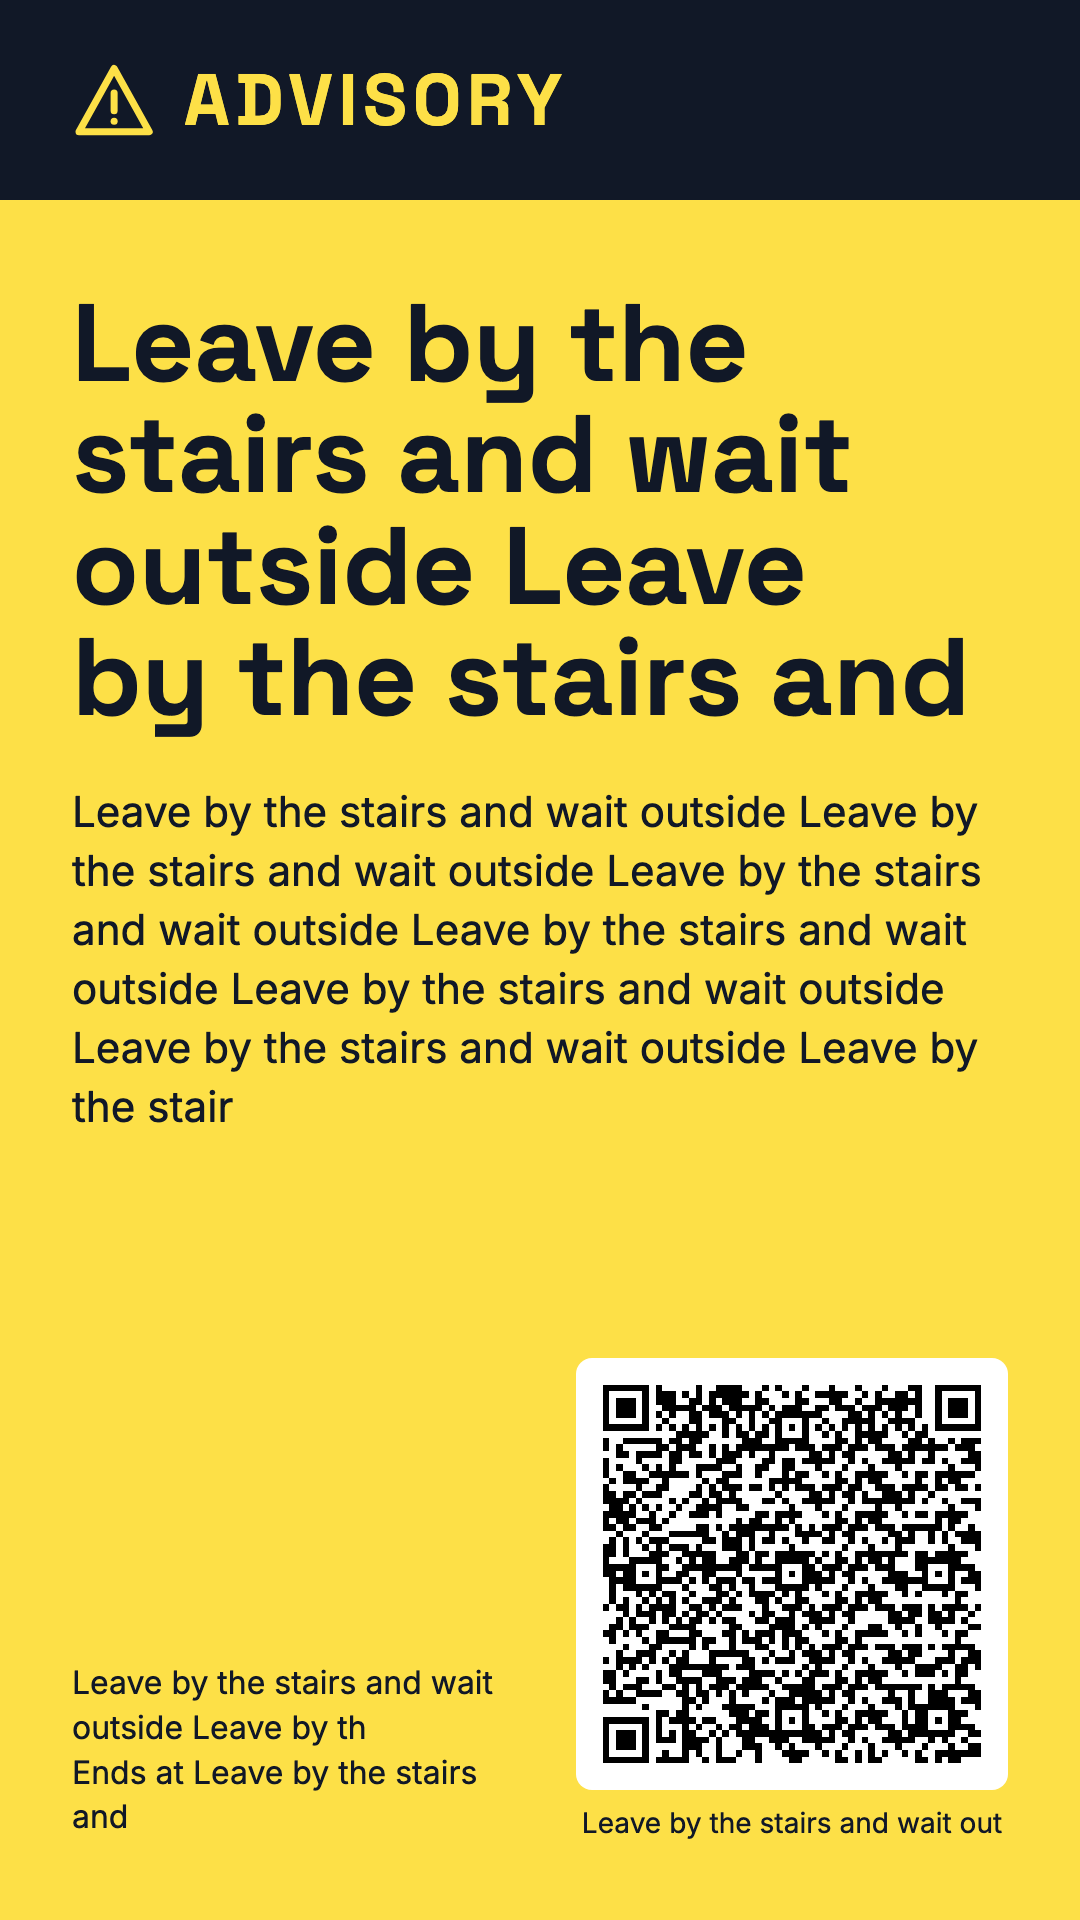 ADVISORY
Leave by the
stairs and wait
outside Leave
by the stairs and
Leave by the stairs and wait outside Leave by
the stairs and wait outside Leave by the stairs
and wait outside Leave by the stairs and wait
outside Leave by the stairs and wait outside
Leave by the stairs and wait outside Leave by
the stair
Leave by the stairs and wait
outside Leave by th
Ends at Leave by the stairs
and
Leave by the stairs and wait out